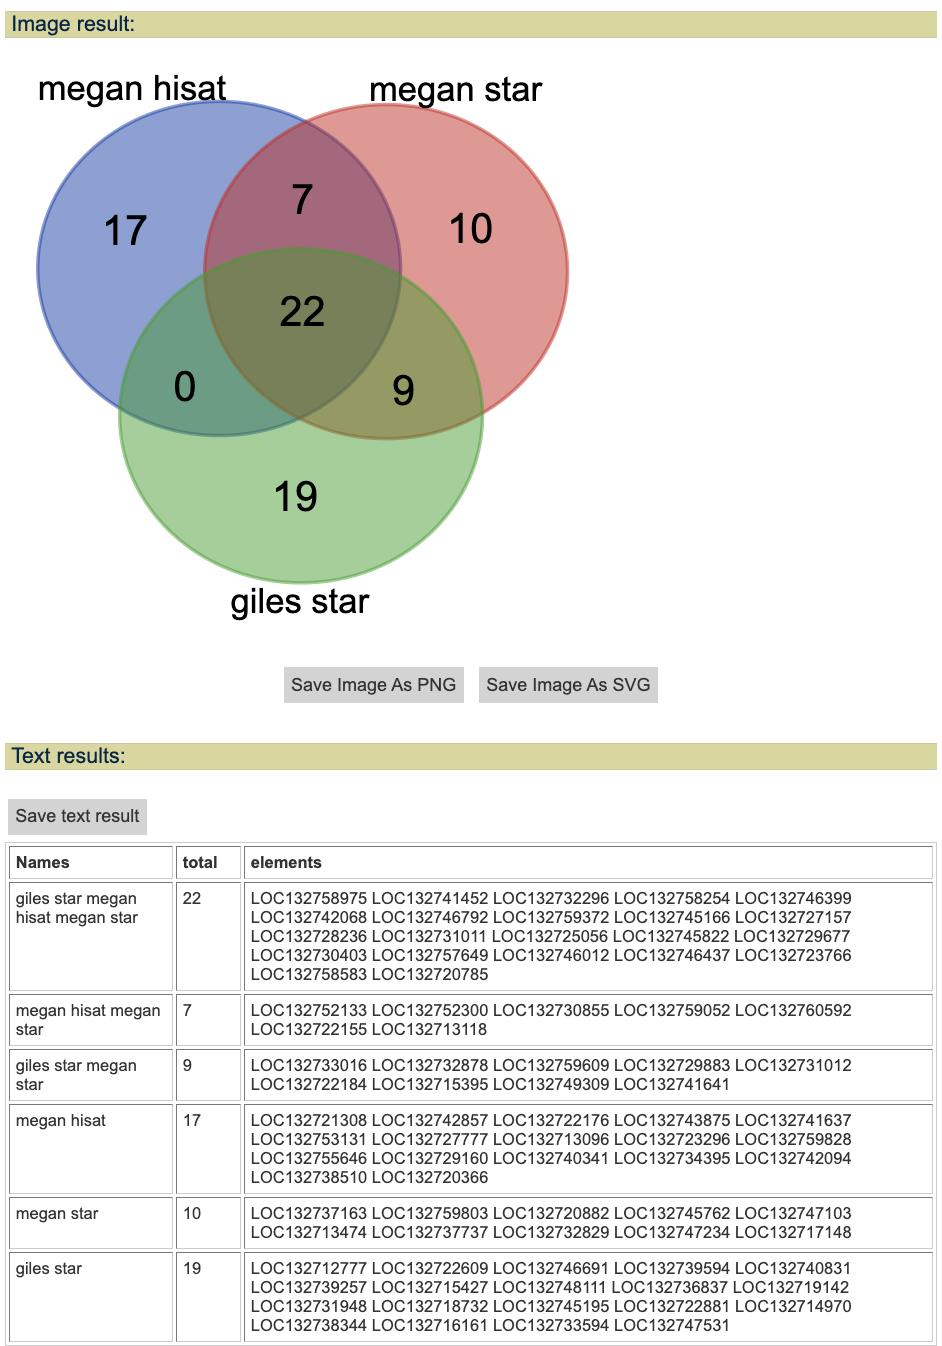 Image result:
megan hisat
megan star
7
17
10
22
0
9
19
giles star
Save Image As PNG
Save Image As SVG
Text results:
Save text result
Names total elements
giles star megan hisat megan star 22 LOC132758975 LOC132741452 LOC132732296 LOC132758254 LOC132746399
LOC132742068 LOC132746792 LOC132759372 LOC132745166 LOC132727157
LOC132728236 LOC132731011 LOC132725056 LOC132745822 LOC132729677
LOC132730403 LOC132757649 LOC132746012 LOC132746437 LOC132723766
LOC132758583 LOC132720785
megan hisat megan star 7 LOC132752133 LOC132752300 LOC132730855 LOC132759052 LOC132760592
LOC132722155 LOC132713118
giles star megan star 9 LOC132733016 LOC132732878 LOC132759609 LOC132729883 LOC132731012
LOC132722184 LOC132715395 LOC132749309 LOC132741641
megan hisat 17 LOC132721308 LOC132742857 LOC132722176 LOC132743875 LOC132741637
LOC132753131 LOC132727777 LOC132713096 LOC132723296 LOC132759828
LOC132755646 LOC132729160 LOC132740341 LOC132734395 LOC132742094
LOC132738510 LOC132720366
megan star 10 LOC132737163 LOC132759803 LOC132720882 LOC132745762 LOC132747103
LOC132713474 LOC132737737 LOC132732829 LOC132747234 LOC132717148
giles star 19 LOC132712777 LOC132722609 LOC132746691 LOC132739594 LOC132740831
LOC132739257 LOC132715427 LOC132748111 LOC132736837 LOC132719142
LOC132731948 LOC132718732 LOC132745195 LOC132722881 LOC132714970
LOC132738344 LOC132716161 LOC132733594 LOC132747531